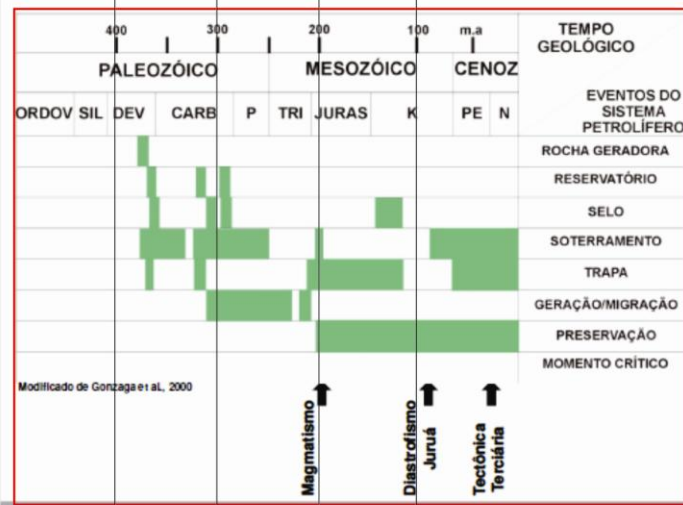 400 300 200 100 m.a TEMPO
GEOLÓGICO
PALEOZÓICO MESOZÓICO CENOZ
ORDOV SIL DEV CARB P TRI JURAS K PE N
EVENTOS DO
SISTEMA
PETROLÍFERO
ROCHA GERADORA
RESERVATÓRIO
SELO
SOTERRAMENTO
TRAPA
GERAÇÃO/MIGRAÇÃO
PRESERVAÇÃO
MOMENTO CRÍTICO
Modificado de Gonzaga et al., 2000
Magmatismo
Diastrofismo
Juruá
Tectônica
Terciária